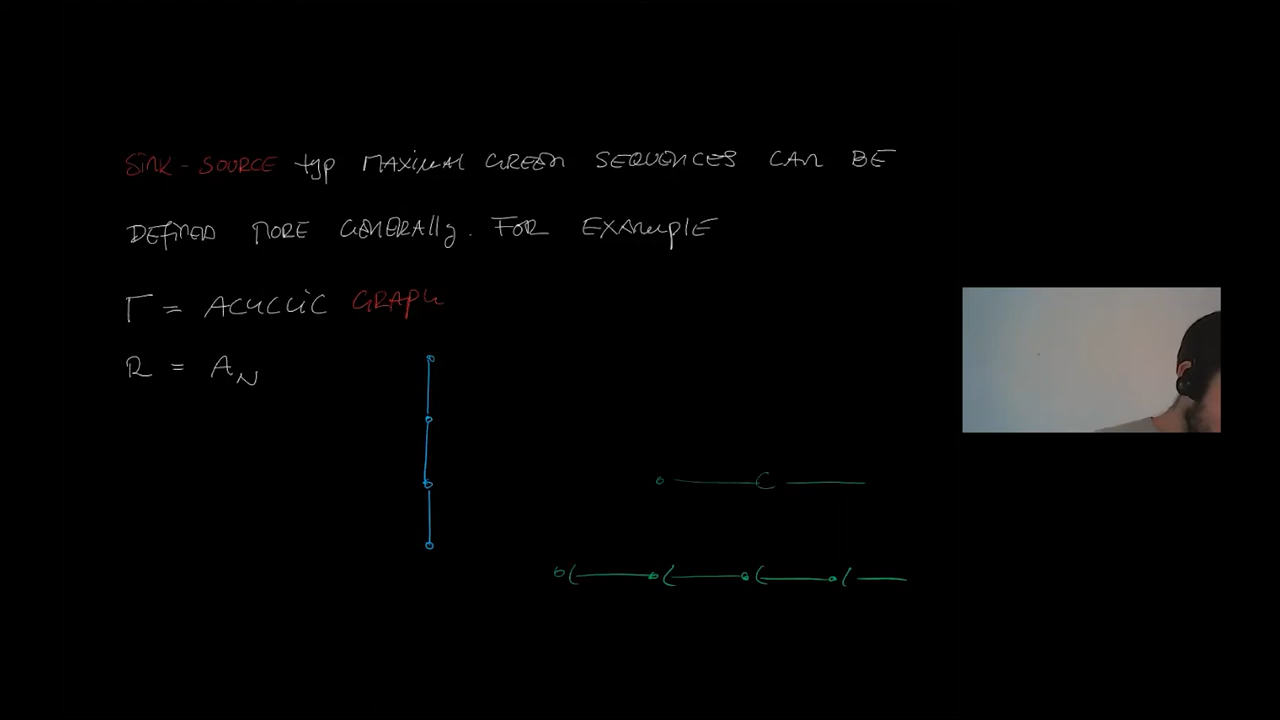 SINK-SOURCE typ MAXIMAL GREEN SEQUENCES CAN BE
DEFINED MORE GENERALLY. FOR EXAMPLE
Γ = ACYCLIC GRAPH
R = A_N